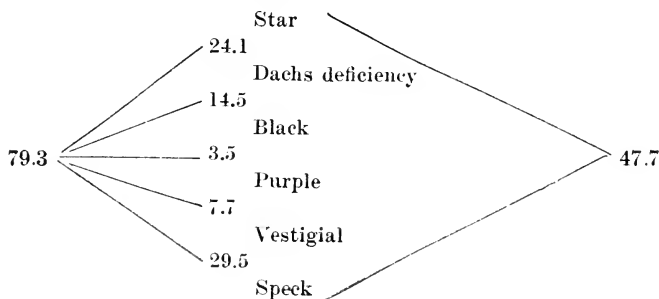 Star
24.1
Dachs deficiency
14.5
Black
79.3 3.5 47.7
Purple
7.7
Vestigial
29.5
Speck